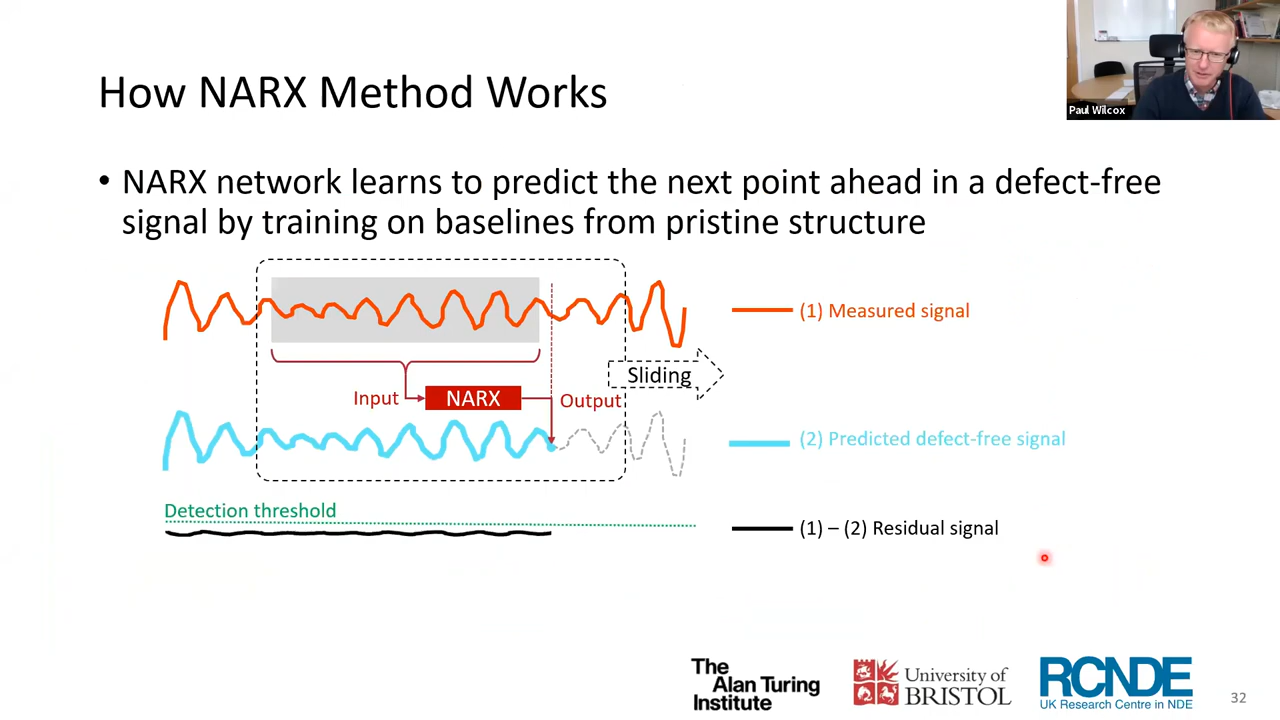 Paul Wilcox
How NARX Method Works
• NARX network learns to predict the next point ahead in a defect-free
signal by training on baselines from pristine structure
(1) Measured signal
Sliding
Input
NARX
Output
(2) Predicted defect-free signal
Detection threshold
(1) – (2) Residual signal
The
Alan Turing
Institute
University of
BRISTOL
RCNDE
UK Research Centre in NDE
32